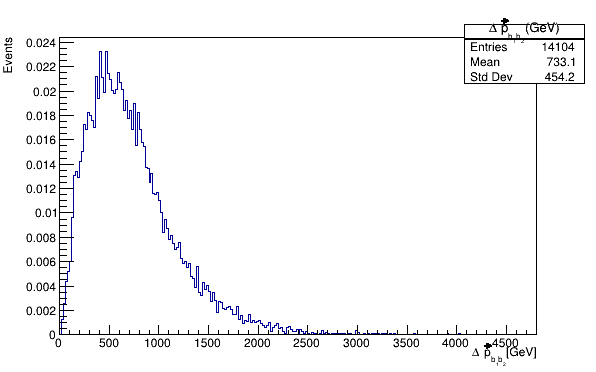 Δ p⃗ b₁b₂ (GeV)
Entries 14104
Mean 733.1
Std Dev 454.2
Events
0.024
0.022
0.02
0.018
0.016
0.014
0.012
0.01
0.008
0.006
0.004
0.002
0
0 500 1000 1500 2000 2500 3000 3500 4000 4500
Δ p⃗ b₁b₂ [GeV]